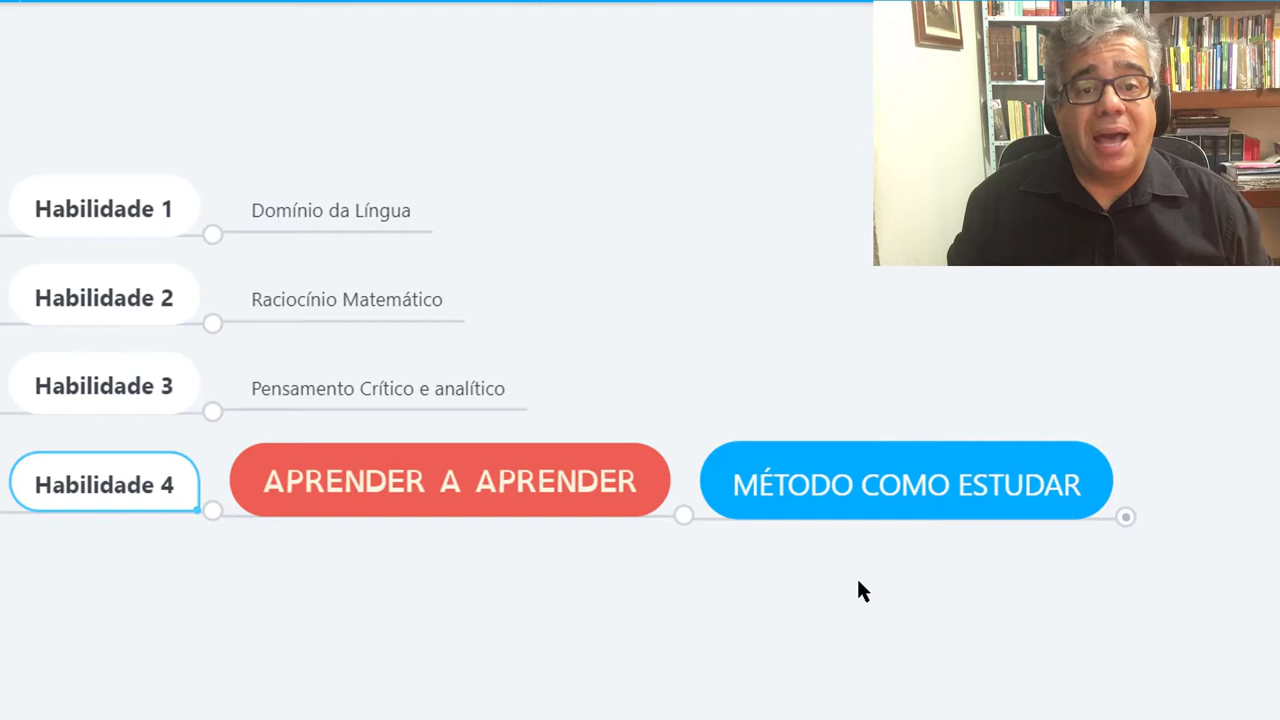 Habilidade 1
Domínio da Língua
Habilidade 2
Raciocínio Matemático
Habilidade 3
Pensamento Crítico e analítico
Habilidade 4
APRENDER A APRENDER
MÉTODO COMO ESTUDAR